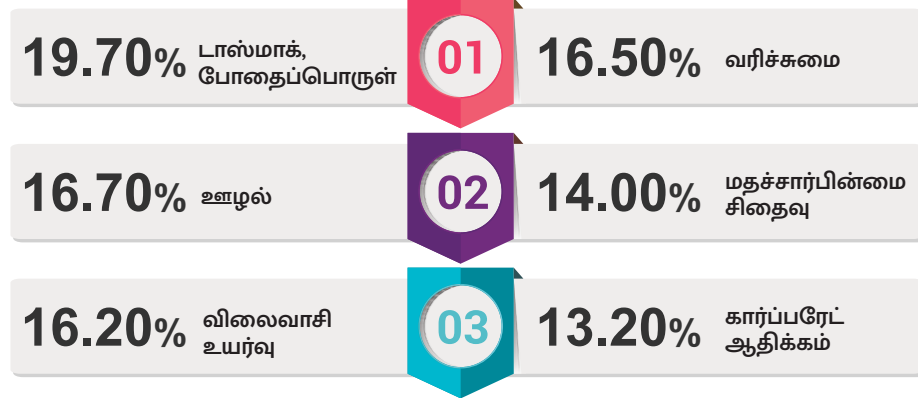 19.70% டாஸ்மாக்,
போதைப்பொருள்
01
16.50% வரிச்சுமை
16.70% ஊழல்
02
14.00% மதச்சார்பின்மை
சிதைவு
16.20% விலைவாசி
உயர்வு
03
13.20% கார்ப்பரேட்
ஆதிக்கம்